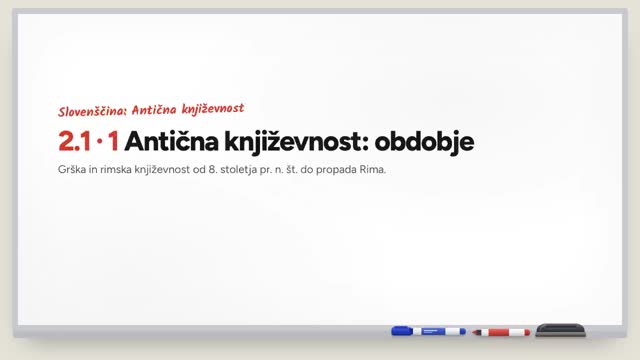 Slovenščina: Antična književnost
2.1 · 1 Antična književnost: obdobje
Grška in rimska književnost od 8. stoletja pr. n. št. do propada Rima.